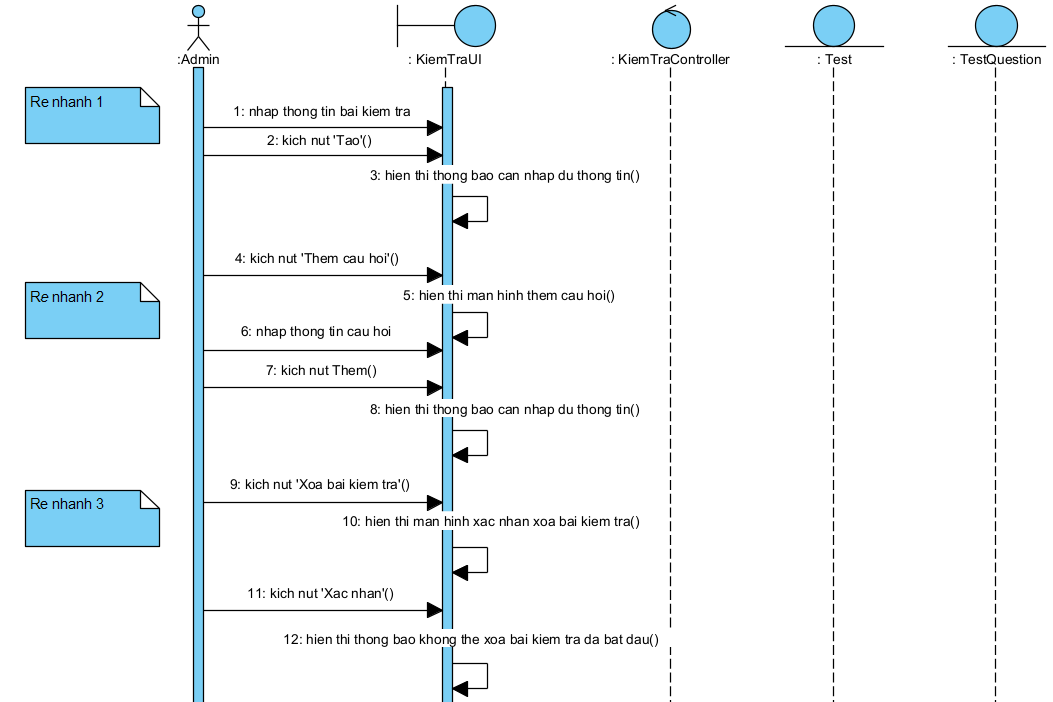 :Admin
: KiemTraUI
: KiemTraController
: Test
: TestQuestion
Re nhanh 1
1: nhap thong tin bai kiem tra
2: kich nut 'Tao'()
3: hien thi thong bao can nhap du thong tin()
4: kich nut 'Them cau hoi'()
Re nhanh 2
5: hien thi man hinh them cau hoi()
6: nhap thong tin cau hoi
7: kich nut Them()
8: hien thi thong bao can nhap du thong tin()
9: kich nut 'Xoa bai kiem tra'()
Re nhanh 3
10: hien thi man hinh xac nhan xoa bai kiem tra()
11: kich nut 'Xac nhan'()
12: hien thi thong bao khong the xoa bai kiem tra da bat dau()